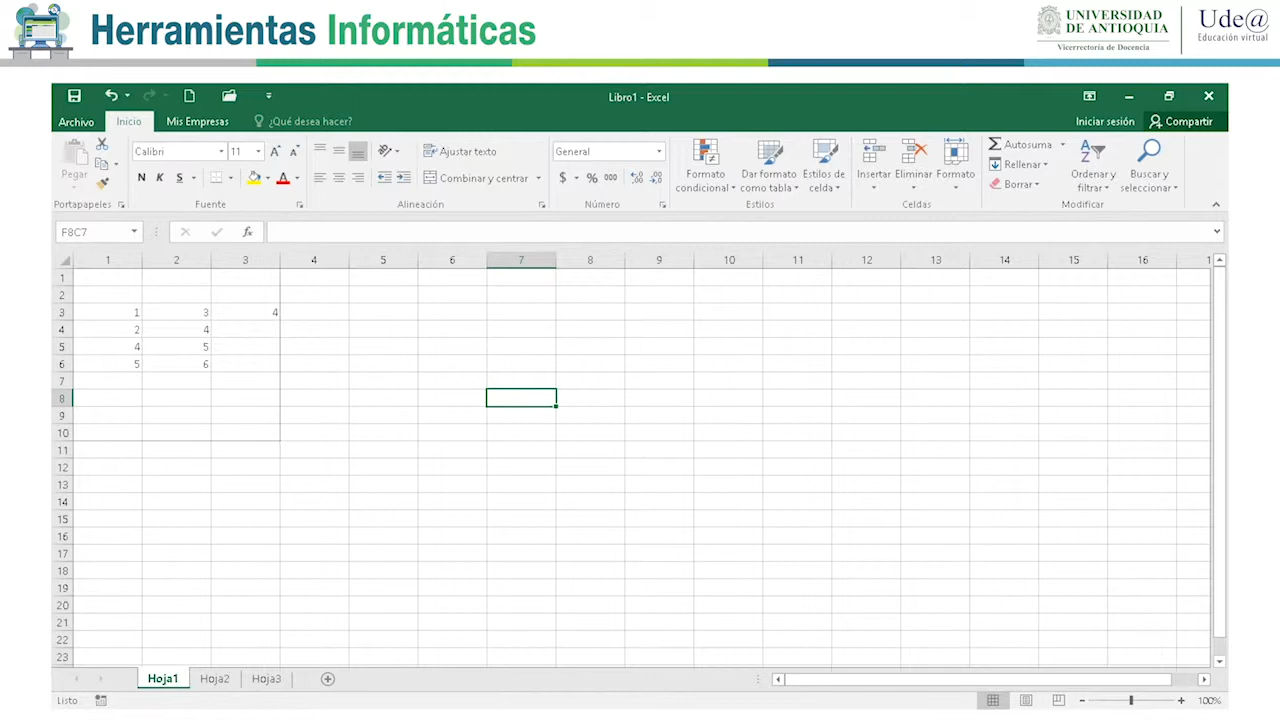 Herramientas Informáticas
UNIVERSIDAD
DE ANTIOQUIA
Vicerrectoría de Docencia
Ude@
Educación virtual
Libro1 - Excel
Archivo Inicio Mis Empresas ¿Qué desea hacer? Iniciar sesión Compartir
Pegar
Portapapeles
Calibri 11
N K S A
Fuente
Ajustar texto
Combinar y centrar
Alineación
General
$ % 000
Número
Formato
condicional
Dar formato
como tabla
Estilos de
celda
Estilos
Insertar Eliminar Formato
Celdas
Autosuma
Rellenar
Borrar
Ordenary
filtrar
Buscar y
seleccionar
Modificar
F8C7 fx
1 2 3 4 5 6 7 8 9 10 11 12 13 14 15 16 1
1
2
3 1 3 4
4 2 4
5 4 5
6 5 6
7
8
9
10
11
12
13
14
15
16
17
18
19
20
21
22
23
Hoja1 Hoja2 Hoja3
Listo 100%